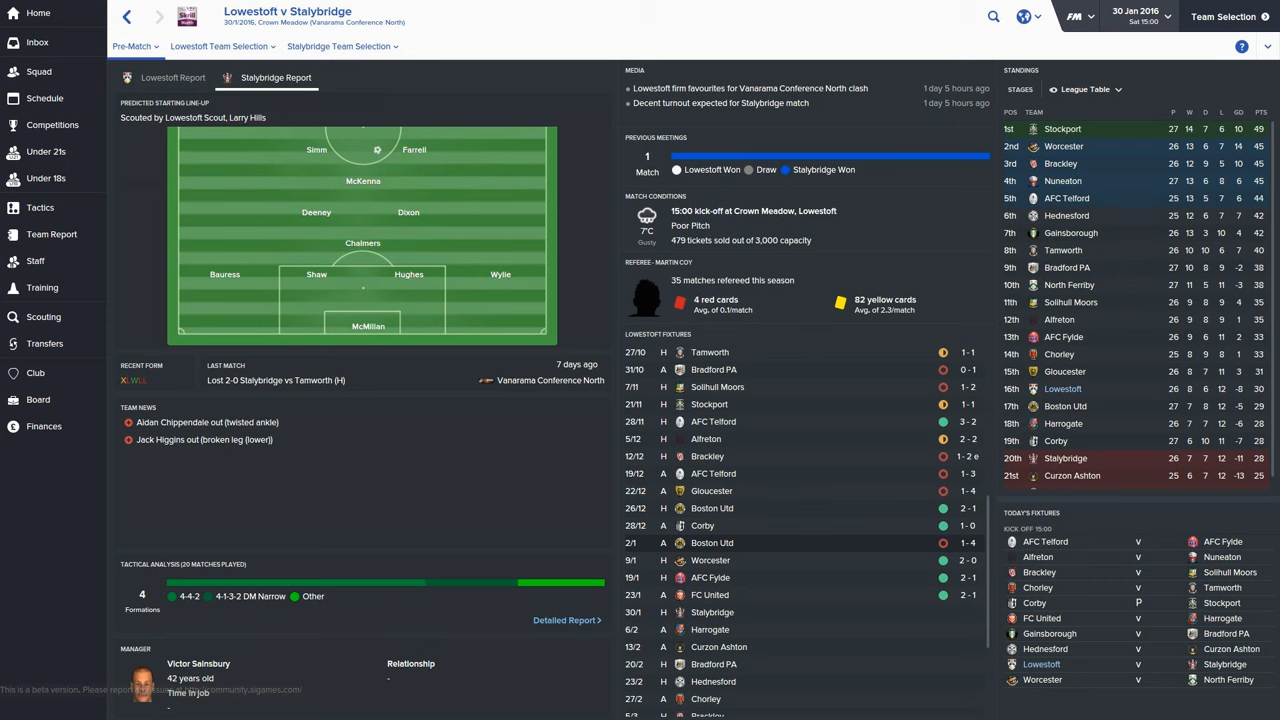 Home
Inbox
Squad
Schedule
Competitions
Under 21s
Under 18s
Tactics
Team Report
Staff
Training
Scouting
Transfers
Club
Board
Finances
Lowestoft v Stalybridge
30/1/2016, Crown Meadow (Vanarama Conference North)
FM
30 Jan 2016
Sat 15:00
Team Selection
Pre-Match
Lowestoft Team Selection
Stalybridge Team Selection
?
Lowestoft Report
Stalybridge Report
PREDICTED STARTING LINE-UP
Scouted by Lowestoft Scout, Larry Hills
Simm Farrell
McKenna
Deeney Dixon
Chalmers
Bauress Shaw Hughes Wylie
McMillan
RECENT FORM
XLWLL
LAST MATCH 7 days ago
Lost 2-0 Stalybridge vs Tamworth (H) Vanarama Conference North
TEAM NEWS
Aidan Chippendale out (twisted ankle)
Jack Higgins out (broken leg (lower))
TACTICAL ANALYSIS (20 MATCHES PLAYED)
4
Formations
4-4-2 4-1-3-2 DM Narrow Other
Detailed Report >
MANAGER
Victor Sainsbury
42 years old
Time in job
-
Relationship
-
MEDIA
Lowestoft firm favourites for Vanarama Conference North clash 1 day 5 hours ago
Decent turnout expected for Stalybridge match 1 day 5 hours ago
PREVIOUS MEETINGS
1
Match
Lowestoft Won Draw Stalybridge Won
MATCH CONDITIONS
7°C
Gusty
15:00 kick-off at Crown Meadow, Lowestoft
Poor Pitch
479 tickets sold out of 3,000 capacity
REFEREE - MARTIN COY
35 matches refereed this season
4 red cards
Avg. of 0.1/match
82 yellow cards
Avg. of 2.3/match
LOWESTOFT FIXTURES
27/10 H Tamworth 1 - 1
31/10 A Bradford PA 0 - 1
7/11 H Solihull Moors 1 - 2
21/11 H Stockport 1 - 1
28/11 H AFC Telford 3 - 2
5/12 H Alfreton 2 - 2
12/12 H Brackley 1 - 2 e
19/12 A AFC Telford 1 - 3
22/12 A Gloucester 1 - 4
26/12 H Boston Utd 2 - 1
28/12 A Corby 1 - 0
2/1 A Boston Utd 1 - 4
9/1 H Worcester 2 - 0
19/1 H AFC Fylde 2 - 1
23/1 A FC United 2 - 1
30/1 H Stalybridge
6/2 A Harrogate
13/2 A Curzon Ashton
20/2 H Bradford PA
23/2 H Hednesford
27/2 A Chorley
5/3 H Brackley
STANDINGS
STAGES League Table
POS TEAM P W D L GD PTS
1st Stockport 27 14 7 6 10 49
2nd Worcester 26 13 6 7 14 45
3rd Brackley 26 12 9 5 10 45
4th Nuneaton 27 13 6 8 6 45
5th AFC Telford 25 13 5 7 6 44
6th Hednesford 25 12 6 7 7 42
7th Gainsborough 27 13 3 10 4 42
8th Tamworth 26 10 10 6 7 40
9th Bradford PA 27 10 8 9 -2 38
10th North Ferriby 27 11 5 11 -3 38
11th Solihull Moors 26 9 8 9 4 35
12th Alfreton 26 9 8 9 1 35
13th AFC Fylde 26 9 6 11 2 33
14th Chorley 25 9 8 8 1 33
15th Gloucester 26 8 7 11 3 31
16th Lowestoft 26 8 6 12 -8 30
17th Boston Utd 27 7 8 12 -5 29
18th Harrogate 26 7 7 12 -6 28
19th Corby 27 6 10 11 -7 28
20th Stalybridge 26 7 7 12 -11 28
21st Curzon Ashton 25 6 7 12 -13 25
TODAY'S FIXTURES
KICK OFF 15:00
AFC Telford v AFC Fylde
Alfreton v Nuneaton
Brackley v Solihull Moors
Chorley v Tamworth
Corby P Stockport
FC United v Harrogate
Gainsborough v Bradford PA
Hednesford v Curzon Ashton
Lowestoft v Stalybridge
Worcester v North Ferriby
This is a beta version. Please report any issues at http://community.sigames.com/